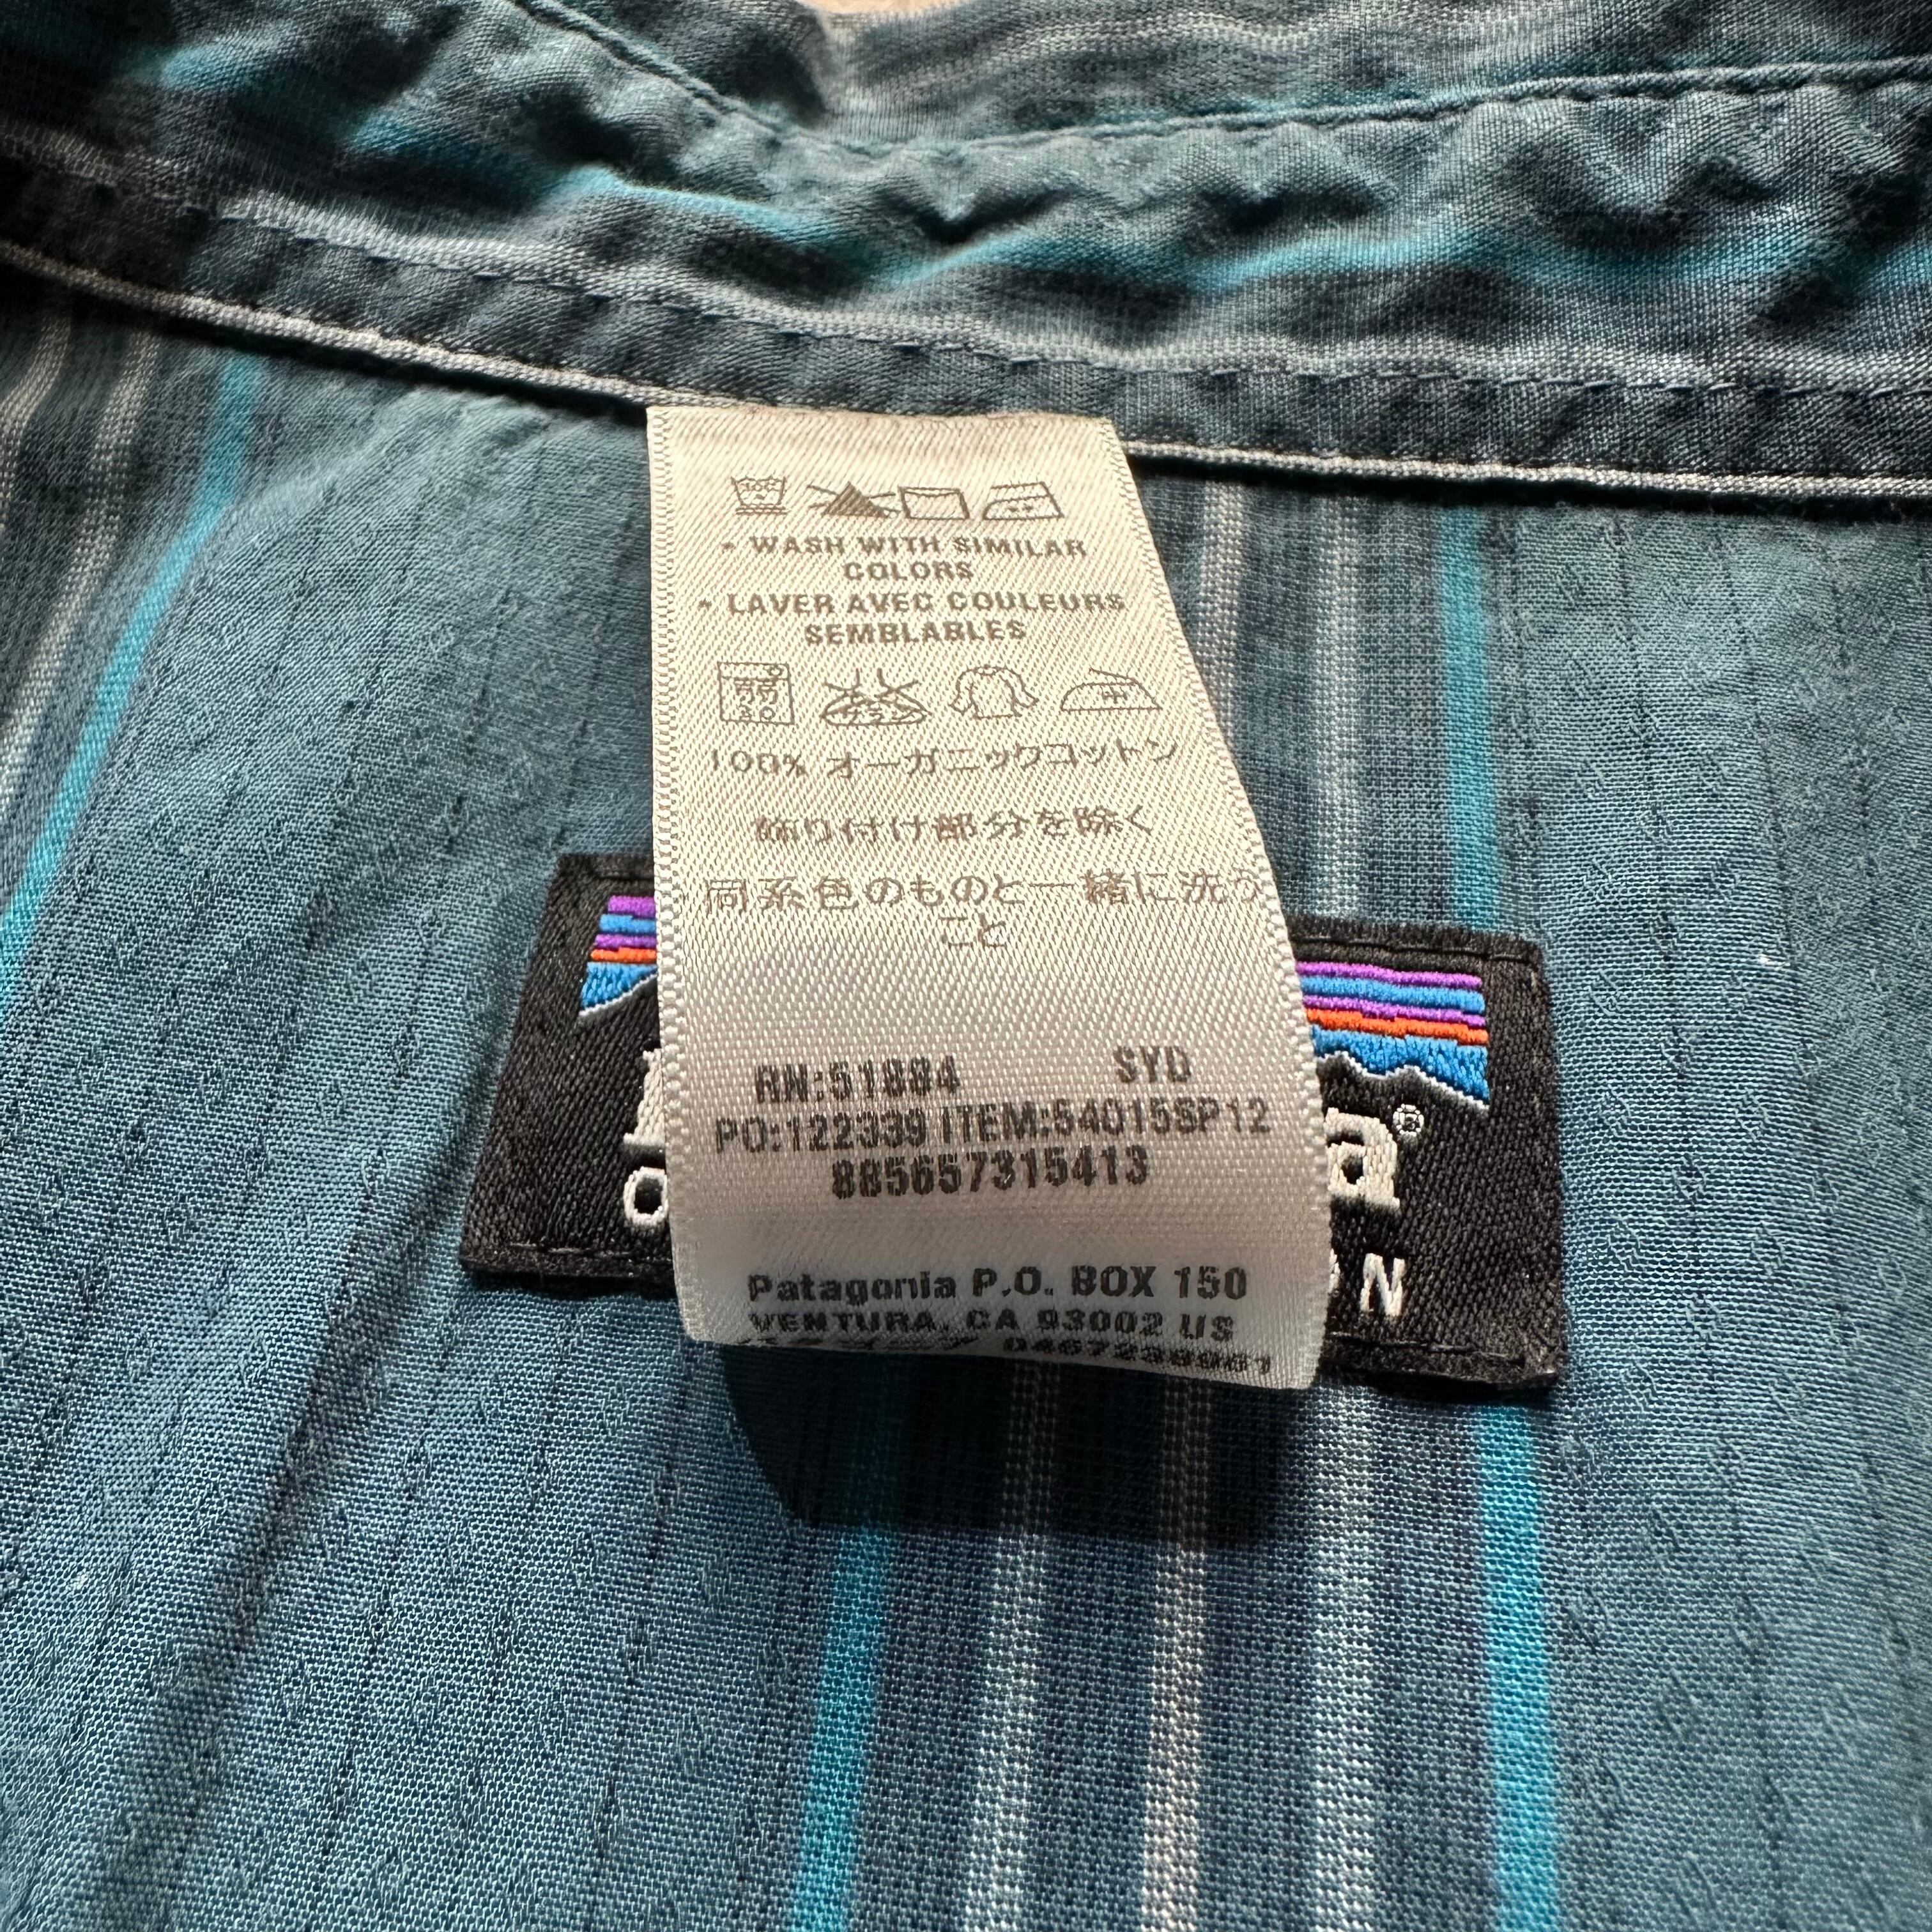 - WASH WITH SIMILAR
COLORS
- LAVER AVEC COULEURS
SEMBLABLES
30
100% オーガニックコットン
飾り付け部分を除く
同系色のものと一緒に洗う
こと
RN:51884 SYD
PO:122339 ITEM:54015SP12
885657315413
a®
O N
Patagonia P.O. BOX 150
VENTURA, CA 93002 US